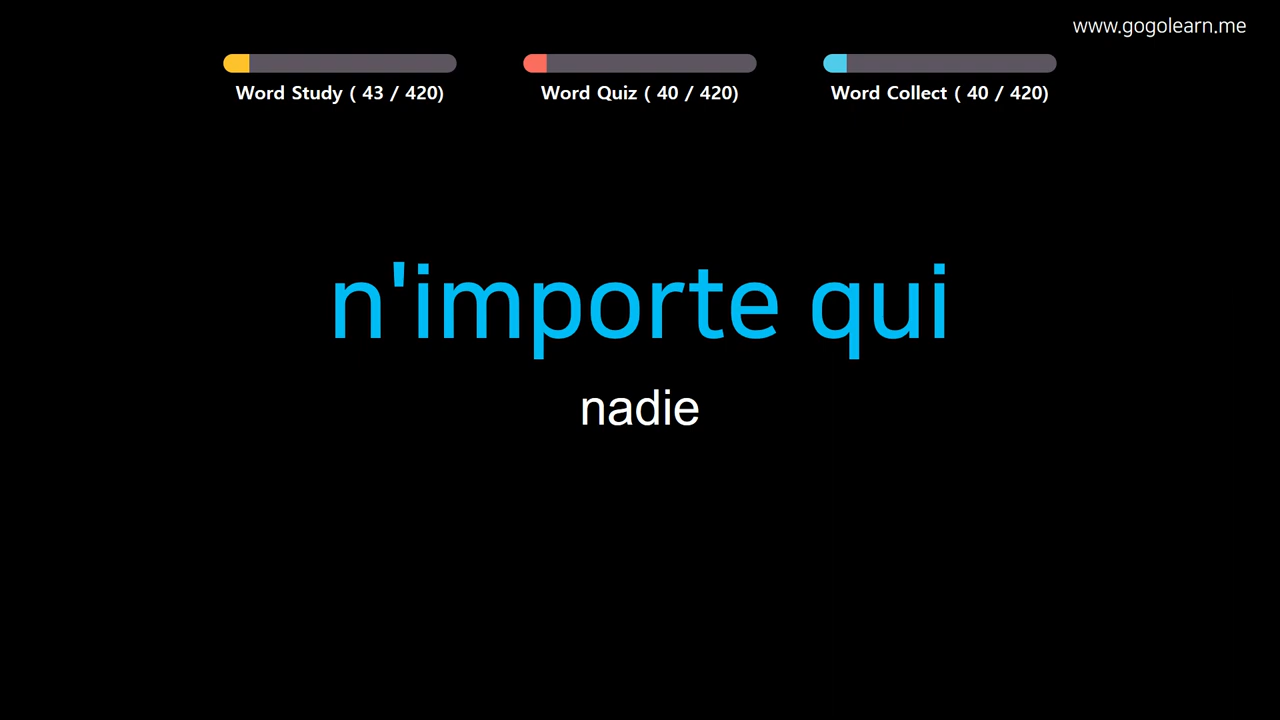 www.gogolearn.me
Word Study ( 43 / 420)
Word Quiz ( 40 / 420)
Word Collect ( 40 / 420)
n'importe qui
nadie